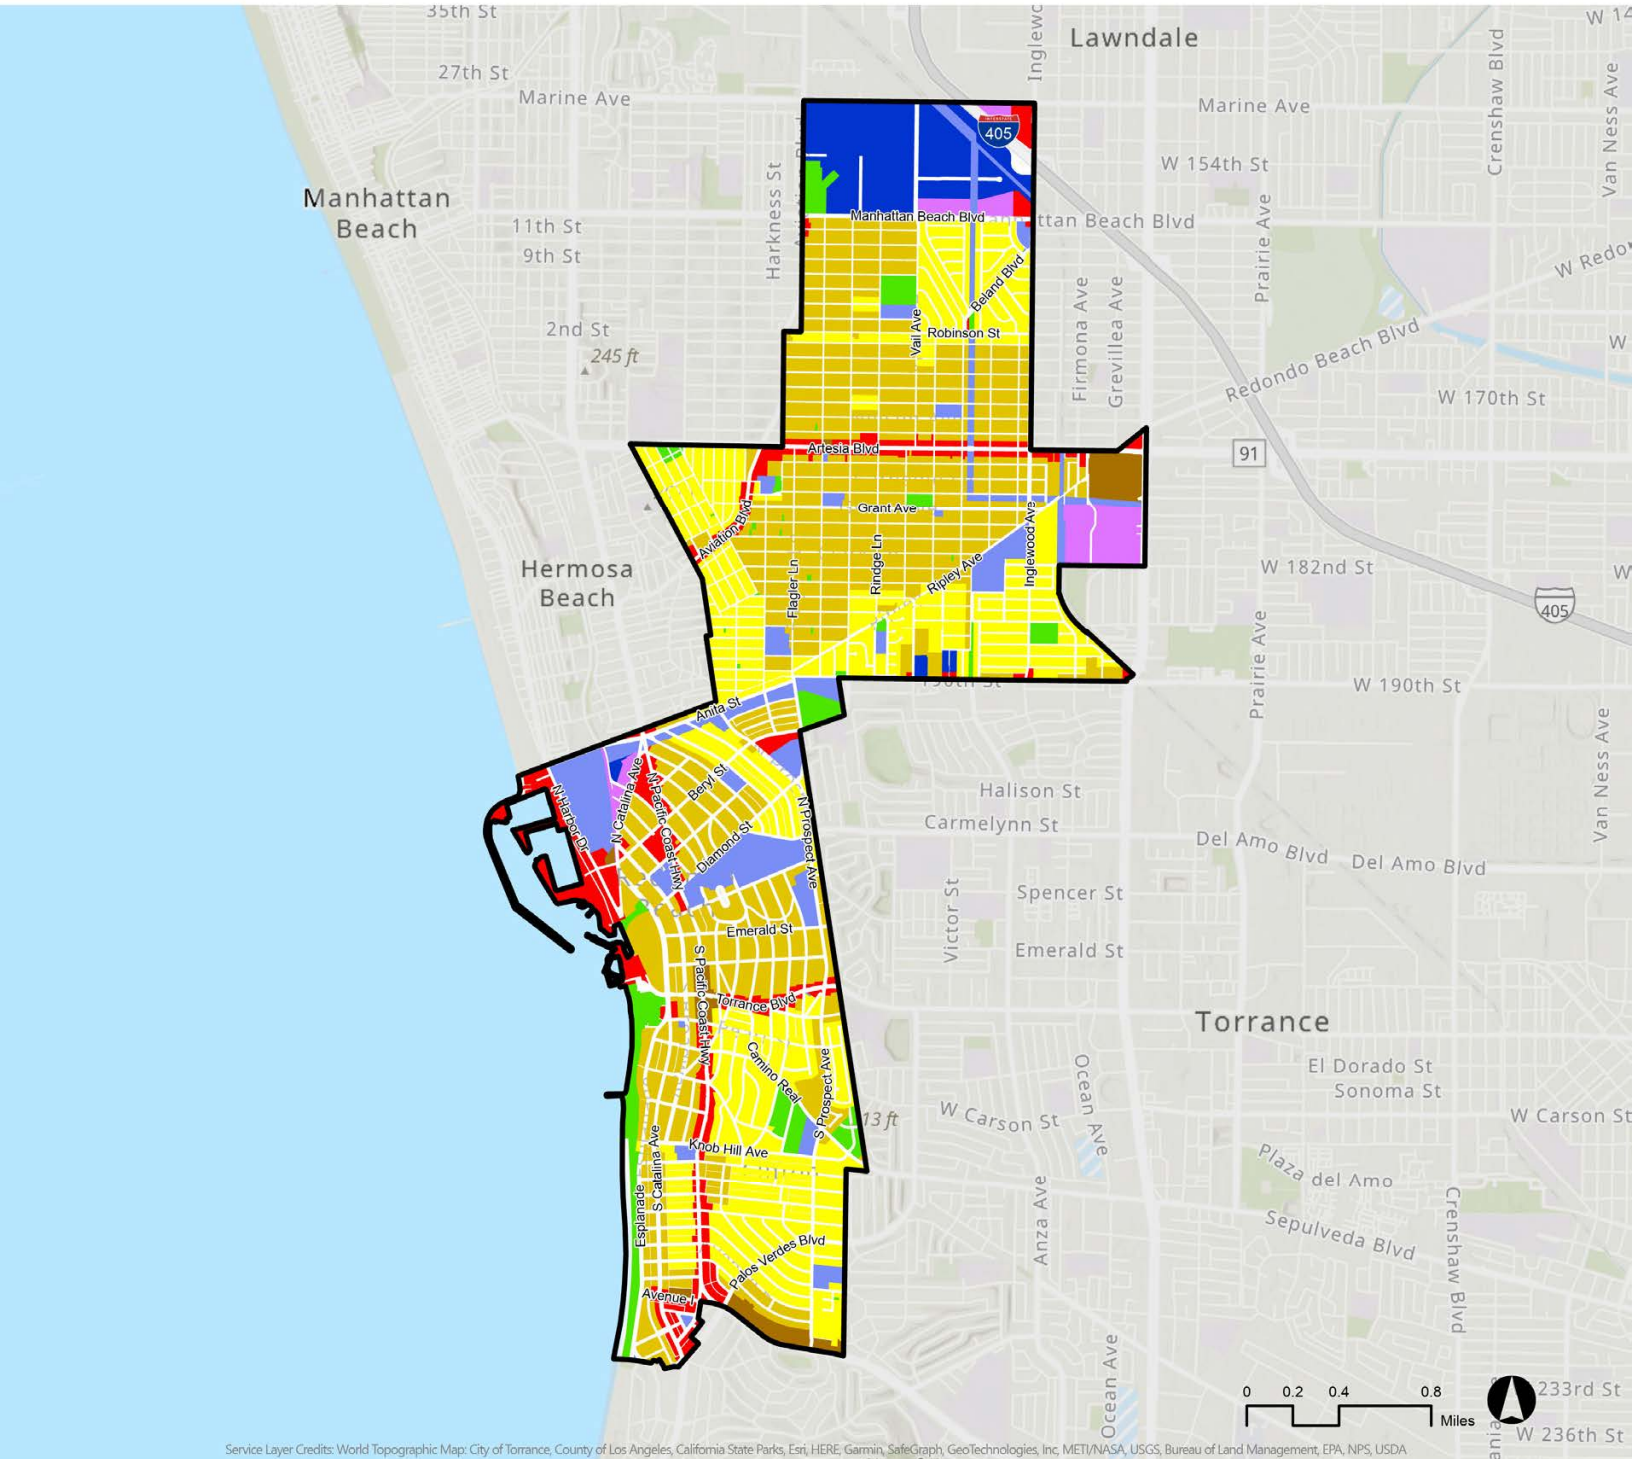 35th St
Inglewc
Lawndale
W 14
27th St
Marine Ave
Marine Ave
Crenshaw Blvd
Van Ness Ave
INTERSTATE
405
W 154th St
Harkness St
Manhattan
Beach
11th St
9th St
Manhattan Beach Blvd
ttan Beach Blvd
Prairie Ave
W Redo
Beland Blvd
Firmona Ave
Grevillea Ave
2nd St
245 ft
Vail Ave
Robinson St
Redondo Beach Blvd
W
W 170th St
Artesia Blvd
91
Grant Ave
Aviation Blvd
Inglewood Ave
Hermosa
Beach
Flagler Ln
Rindge Ln
Ripley Ave
W 182nd St
W
405
Prairie Ave
190th St
W 190th St
Anita St
Van Ness Ave
Beryl St
N Harbor Dr
N Catalina Ave
N Pacific Coast Hwy
Diamond St
N Prospect Ave
Halison St
Carmelynn St
Del Amo Blvd
Del Amo Blvd
Victor St
Spencer St
Emerald St
Emerald St
S Pacific Coast Hwy
Torrance Blvd
Torrance
Camino Real
S Prospect Ave
Ocean Ave
El Dorado St
Sonoma St
13 ft
W Carson St
W Carson St
Knob Hill Ave
S Catalina Ave
Esplanade
Plaza del Amo
Anza Ave
Sepulveda Blvd
Crenshaw Blvd
Palos Verdes Blvd
Avenue I
Ocean Ave
0 0.2 0.4 0.8
Miles
233rd St
W 236th St
Service Layer Credits: World Topographic Map: City of Torrance, County of Los Angeles, California State Parks, Esri, HERE, Garmin, SafeGraph, GeoTechnologies, Inc, METI/NASA, USGS, Bureau of Land Management, EPA, NPS, USDA